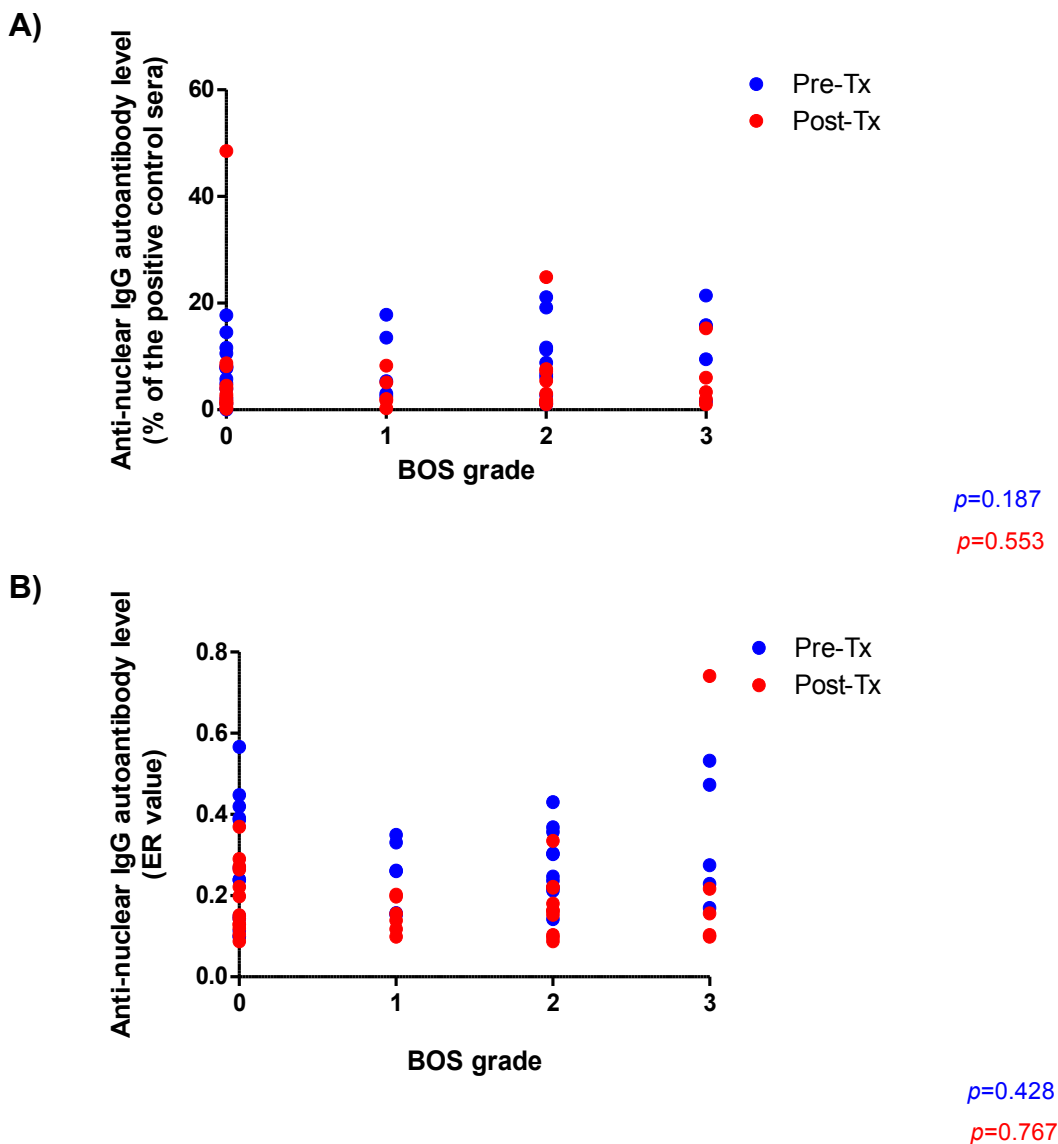 A)
Anti-nuclear IgG autoantibody level
(% of the positive control sera)
60
40
20
0
0 1 2 3
BOS grade
Pre-Tx
Post-Tx
p=0.187
p=0.553
B)
Anti-nuclear IgG autoantibody level
(ER value)
0.8
0.6
0.4
0.2
0.0
0 1 2 3
BOS grade
Pre-Tx
Post-Tx
p=0.428
p=0.767